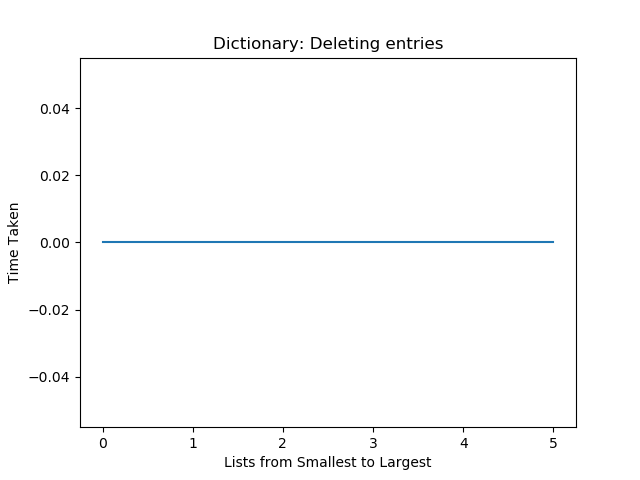 Dictionary: Deleting entries
0.04
0.02
0.00
−0.02
−0.04
Time Taken
0 1 2 3 4 5
Lists from Smallest to Largest